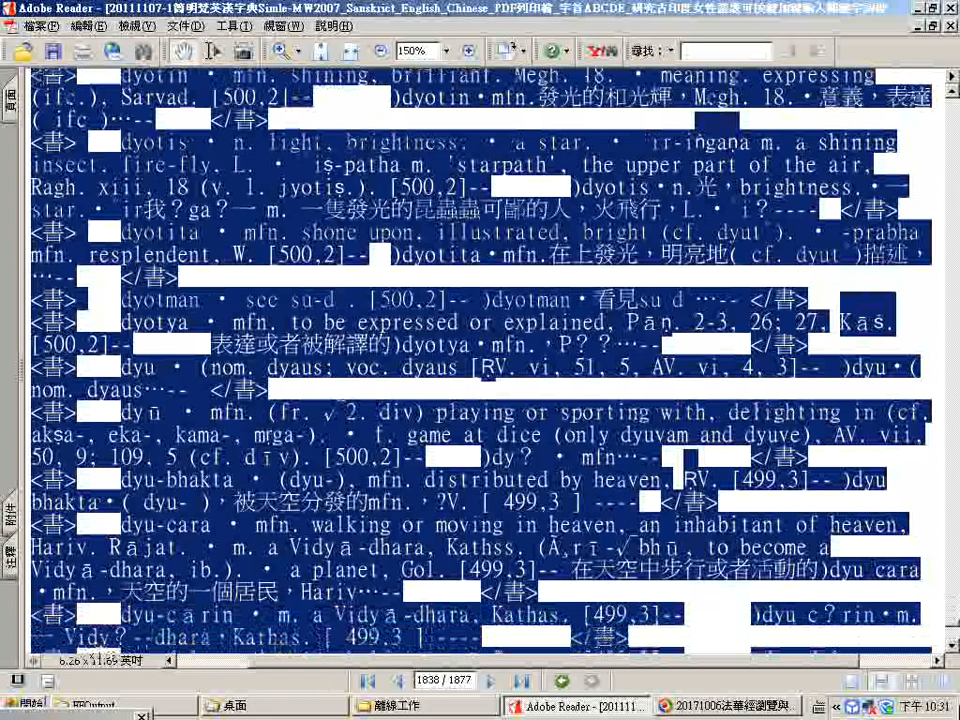 Adobe Reader - [20111107-1簡明梵英漢字典Simle-MW2007_Sanskrict_English_Chinese_PDF列印檔_字首ABCDE_研究古印度女性
檔案(F) 編輯(E) 檢視(V) 文件(D) 工具(T) 視窗(W) 說明(H)
150% 尋找：
頁面
<書> dyotin • mfn. shining, brilliant. Megh. 18. • meaning. expressing
(ifc.), Sarvad. [500,2]-- )dyotin•mfn.發光的和光輝，Megh. 18.•意義，表達
( ifc )…-- </書>
<書> dyotis • n. light, brightness. • a star. • ir-iṅgaṇa m. a shining
insect. fire-fly, L. • iṣ-patha m. 'starpath', the upper part of the air,
Ragh. xiii, 18 (v. l. jyotiṣ.). [500,2]-- )dyotis•n.光，brightness.•一
star.•ir我？ga？一 m. 一隻發光的昆蟲蟲可鄙的人，火飛行，L.•i？---- </書>
<書> dyotita • mfn. shone upon, illustrated, bright (cf. dyut ). • -prabha
mfn. resplendent, W. [500,2]-- )dyotita•mfn.在上發光，明亮地( cf. dyut )描述，
…-- </書>
<書> dyotman • see su-d . [500,2]-- )dyotman•看見su d …-- </書>
<書> dyotya • mfn. to be expressed or explained, Pāṇ. 2-3, 26; 27, Kāś.
[500,2]-- 表達或者被解譯的)dyotya•mfn.，P？？…-- </書>
<書> dyu • (nom. dyaus; voc. dyaus [RV. vi, 51, 5, AV. vi, 4, 3]-- )dyu•(
nom. dyaus…-- </書>
<書> dyū • mfn. (fr. √2. div) playing or sporting with, delighting in (cf.
akṣa-, eka-, kama-, mṛga-). • f. game at dice (only dyuvam and dyuve), AV. vii,
50, 9; 109, 5 (cf. dīv). [500,2]-- )dy？ • mfn…-- </書>
<書> dyu-bhakta • (dyu-), mfn. distributed by heaven, RV. [499,3]-- )dyu
bhakta•( dyu- )，被天空分發的mfn.，?V. [ 499,3 ] ---- </書>
<書> dyu-cara • mfn. walking or moving in heaven, an inhabitant of heaven,
Hariv. Rājat. • m. a Vidyā-dhara, Kathss. (Ā,rī-√bhū, to become a
Vidyā-dhara, ib.). • a planet, Gol. [499,3]-- 在天空中步行或者活動的)dyu cara
•mfn.，天空的一個居民，Hariv…-- </書>
<書> dyu-cārin • m. a Vidyā-dhara, Kathas. [499,3]-- )dyu c？rin•m.
一 Vidy？--dhara，Kathas. [ 499,3 ] ---- </書>
附件
注釋
6.26 x 11.69 英吋
1838 / 1877
開始 FFOutput 桌面 離線工作 Adobe Reader - [201111... 20171006法華經瀏覽與... 下午 10:31